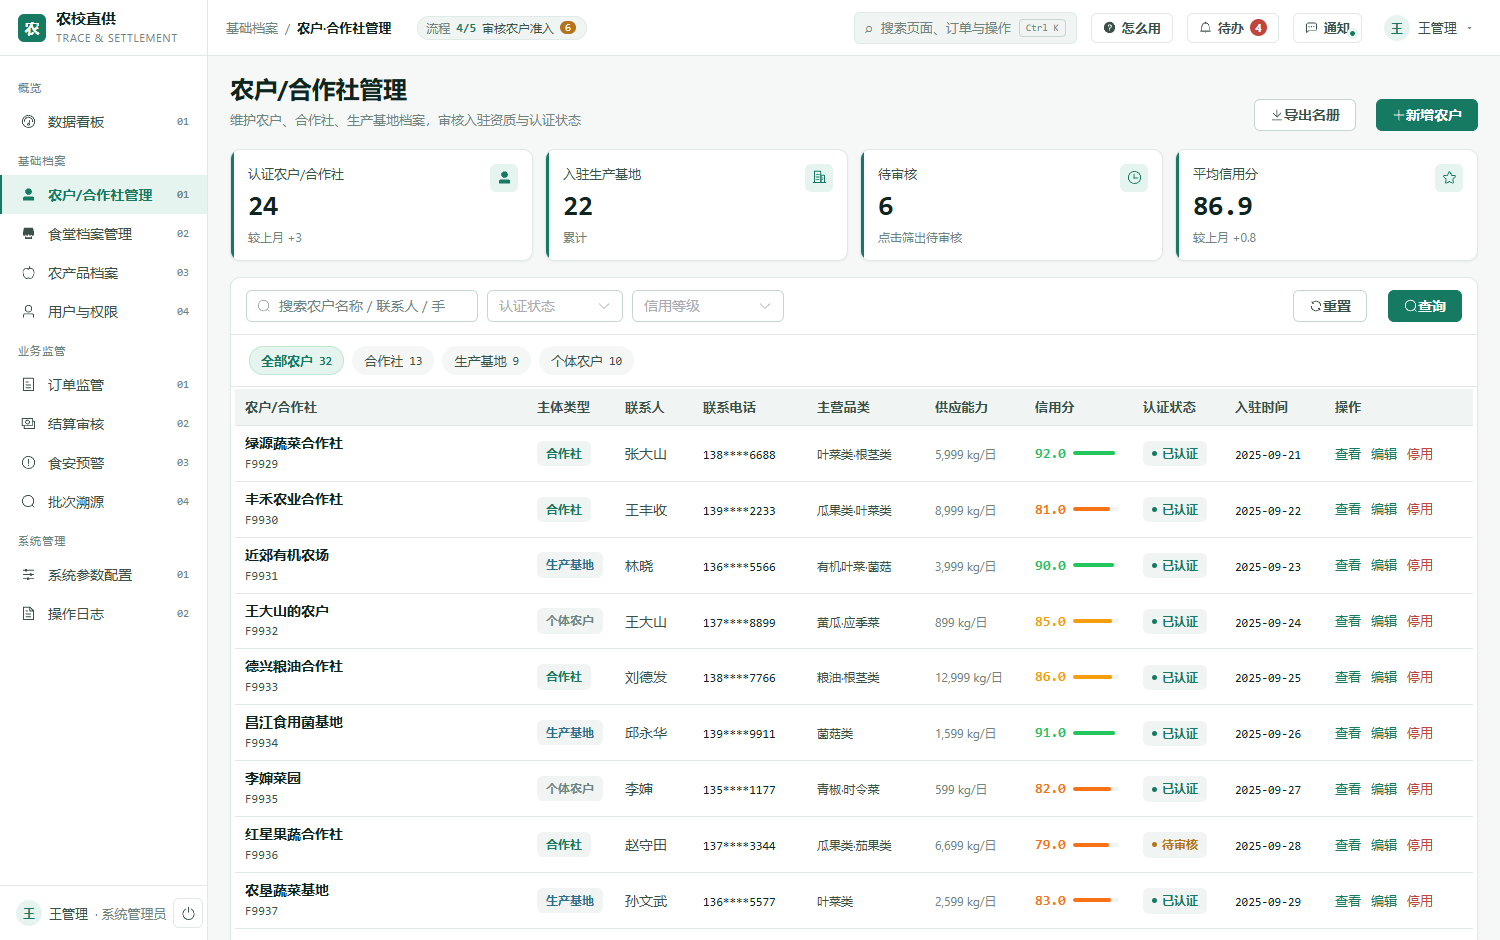 农
农校直供
TRACE & SETTLEMENT
基础档案 / 农户·合作社管理
流程 4/5 审核农户准入 6
搜索页面、订单与操作 Ctrl K
怎么用
待办 4
通知
王 王管理
概览
数据看板 01
基础档案
农户/合作社管理 01
食堂档案管理 02
农产品档案 03
用户与权限 04
业务监管
订单监管 01
结算审核 02
食安预警 03
批次溯源 04
系统管理
系统参数配置 01
操作日志 02
王 王管理 · 系统管理员
农户/合作社管理
维护农户、合作社、生产基地档案，审核入驻资质与认证状态
导出名册
新增农户
认证农户/合作社
24
较上月 +3
入驻生产基地
22
累计
待审核
6
点击筛出待审核
平均信用分
86.9
较上月 +0.8
搜索农户名称 / 联系人 / 手
认证状态
信用等级
重置
查询
全部农户 32
合作社 13
生产基地 9
个体农户 10
农户/合作社 主体类型 联系人 联系电话 主营品类 供应能力 信用分 认证状态 入驻时间 操作
绿源蔬菜合作社
F9929
合作社 张大山 138****6688 叶菜类·根茎类 5,999 kg/日 92.0 已认证 2025-09-21 查看 编辑 停用
丰禾农业合作社
F9930
合作社 王丰收 139****2233 瓜果类·叶菜类 8,999 kg/日 81.0 已认证 2025-09-22 查看 编辑 停用
近郊有机农场
F9931
生产基地 林晓 136****5566 有机叶菜·菌菇 3,999 kg/日 90.0 已认证 2025-09-23 查看 编辑 停用
王大山的农户
F9932
个体农户 王大山 137****8899 黄瓜·应季菜 899 kg/日 85.0 已认证 2025-09-24 查看 编辑 停用
德兴粮油合作社
F9933
合作社 刘德发 138****7766 粮油·根茎类 12,999 kg/日 86.0 已认证 2025-09-25 查看 编辑 停用
昌江食用菌基地
F9934
生产基地 邱永华 139****9911 菌菇类 1,599 kg/日 91.0 已认证 2025-09-26 查看 编辑 停用
李婶菜园
F9935
个体农户 李婶 135****1177 青椒·时令菜 599 kg/日 82.0 已认证 2025-09-27 查看 编辑 停用
红星果蔬合作社
F9936
合作社 赵守田 137****3344 瓜果类·茄果类 6,699 kg/日 79.0 待审核 2025-09-28 查看 编辑 停用
农垦蔬菜基地
F9937
生产基地 孙文武 136****5577 叶菜类 2,599 kg/日 83.0 已认证 2025-09-29 查看 编辑 停用